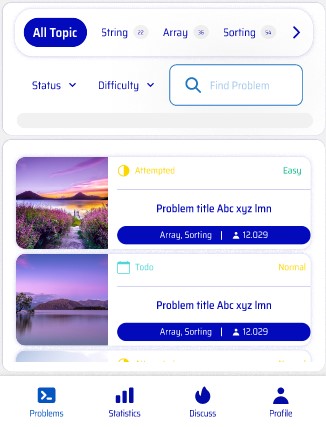 All Topic String 22 Array 36 Sorting 54
Status Difficulty Find Problem
Attempted Easy
Problem title Abc xyz lmn
Array, Sorting | 12.029
Todo Normal
Problem title Abc xyz lmn
Array, Sorting | 12.029
Problems Statistics Discuss Profile